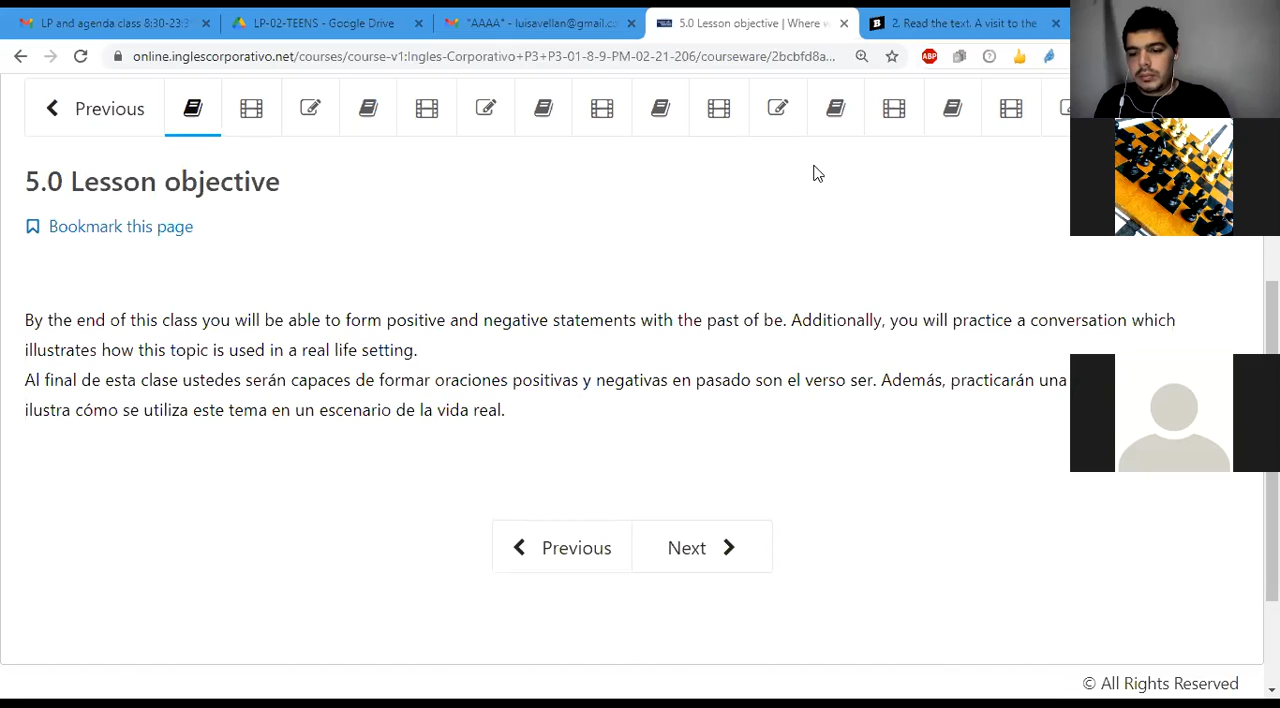 LP and agenda class 8:30-23:3
LP-02-TEENS - Google Drive
"AAAA" - luisavellan@gmail.co
5.0 Lesson objective | Where w
2. Read the text. A visit to the
online.inglescorporativo.net/courses/course-v1:Inglescorporativo+P3+P3-01-8-9-PM-02-21-206/courseware/2bcbfd8a...
ABP
Previous
5.0 Lesson objective
Bookmark this page
By the end of this class you will be able to form positive and negative statements with the past of be. Additionally, you will practice a conversation which
illustrates how this topic is used in a real life setting.
Al final de esta clase ustedes serán capaces de formar oraciones positivas y negativas en pasado son el verso ser. Además, practicarán una
ilustra cómo se utiliza este tema en un escenario de la vida real.
Previous Next
© All Rights Reserved